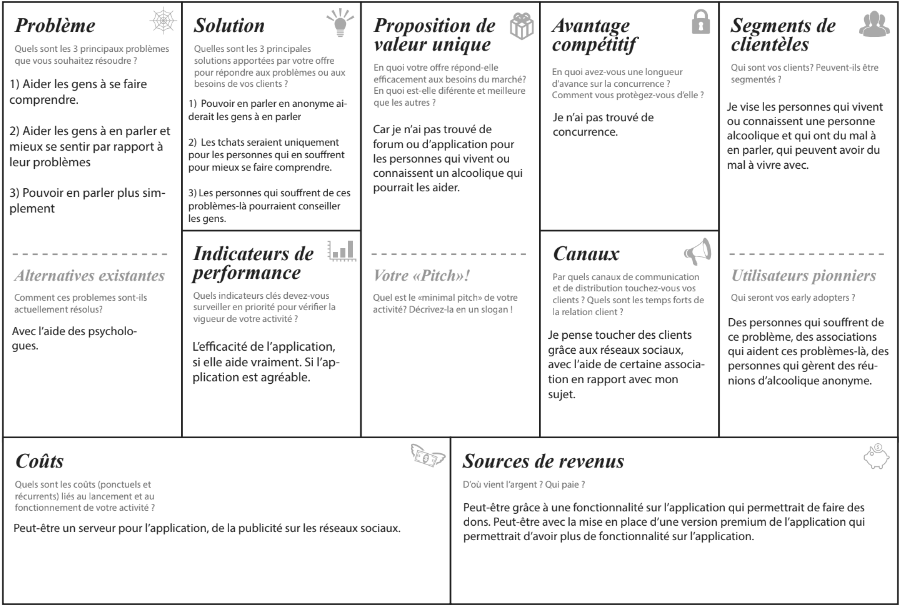 Problème
Quels sont les 3 principaux problèmes
que vous souhaitez résoudre ?
1) Aider les gens à se faire
comprendre.
2) Aider les gens à en parler et
mieux se sentir par rapport à
leur problèmes
3) Pouvoir en parler plus sim-
plement
Alternatives existantes
Comment ces problemes sont-ils
actuellement résolus?
Avec l'aide des psycholo-
gues.
Solution
Quelles sont les 3 principales
solutions apportées par votre offre
pour répondre aux problèmes ou aux
besoins de vos clients ?
1) Pouvoir en parler en anonyme ai-
derait les gens à en parler
2) Les tchats seraient uniquement
pour les personnes qui en souffrent
pour mieux se faire comprendre.
3) Les personnes qui souffrent de ces
problèmes-là pourraient conseiller
les gens.
Indicateurs de
performance
Quels indicateurs clés devez-vous
surveiller en priorité pour vérifier la
vigueur de votre activité ?
L'efficacité de l'application,
si elle aide vraiment. Si l'ap-
plication est agréable.
Proposition de
valeur unique
En quoi votre offre répond-elle
efficacement aux besoins du marché?
En quoi est-elle diférente et meilleure
que les autres ?
Car je n'ai pas trouvé de
forum ou d'application pour
les personnes qui vivent ou
connaissent un alcoolique qui
pourrait les aider.
Votre «Pitch»!
Quel est le «minimal pitch» de votre
activité? Décrivez-la en un slogan !
Avantage
compétitif
En quoi avez-vous une longueur
d'avance sur la concurrence ?
Comment vous protègez-vous d'elle ?
Je n'ai pas trouvé de
concurrence.
Canaux
Par quels canaux de communication
et de distribution touchez-vous vos
clients ? Quels sont les temps forts de
la relation client ?
Je pense toucher des clients
grâce aux réseaux sociaux,
avec l'aide de certaine associa-
tion en rapport avec mon
sujet.
Segments de
clientèles
Qui sont vos clients? Peuvent-ils être
segmentés ?
Je vise les personnes qui vivent
ou connaissent une personne
alcoolique et qui ont du mal à
en parler, qui peuvent avoir du
mal à vivre avec.
Utilisateurs pionniers
Qui seront vos early adopters ?
Des personnes qui souffrent de
ce problème, des associations
qui aident ces problèmes-là, des
personnes qui gèrent des réu-
nions d'alcoolique anonyme.
Coûts
Quels sont les coûts (ponctuels et
récurrents) liés au lancement et au
fonctionnement de votre activité ?
Peut-être un serveur pour l'application, de la publicité sur les réseaux sociaux.
Sources de revenus
D'où vient l'argent ? Qui paie ?
Peut-être grâce à une fonctionnalité sur l'application qui permettrait de faire des
dons. Peut-être avec la mise en place d'une version premium de l'application qui
permettrait d'avoir plus de fonctionnalité sur l'application.